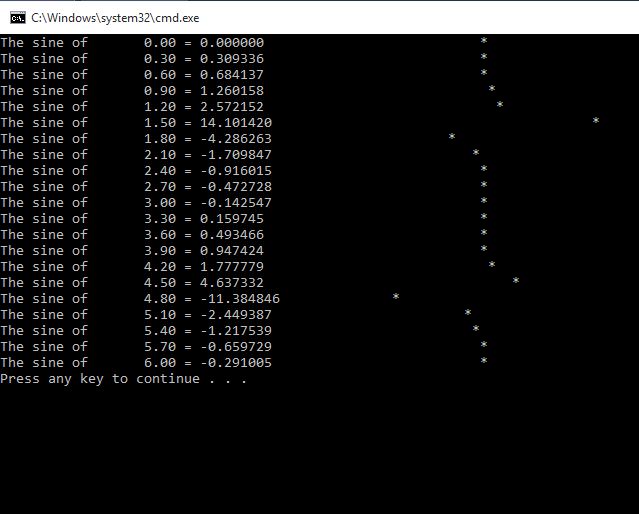 C:\Windows\system32\cmd.exe
The sine of       0.00 = 0.000000                           *
The sine of       0.30 = 0.309336                           *
The sine of       0.60 = 0.684137                           *
The sine of       0.90 = 1.260158                            *
The sine of       1.20 = 2.572152                             *
The sine of       1.50 = 14.101420                                        *
The sine of       1.80 = -4.286263                      *
The sine of       2.10 = -1.709847                         *
The sine of       2.40 = -0.916015                          *
The sine of       2.70 = -0.472728                          *
The sine of       3.00 = -0.142547                          *
The sine of       3.30 = 0.159745                           *
The sine of       3.60 = 0.493466                           *
The sine of       3.90 = 0.947424                           *
The sine of       4.20 = 1.777779                            *
The sine of       4.50 = 4.637332                               *
The sine of       4.80 = -11.384846              *
The sine of       5.10 = -2.449387                        *
The sine of       5.40 = -1.217539                         *
The sine of       5.70 = -0.659729                          *
The sine of       6.00 = -0.291005                          *
Press any key to continue . . .